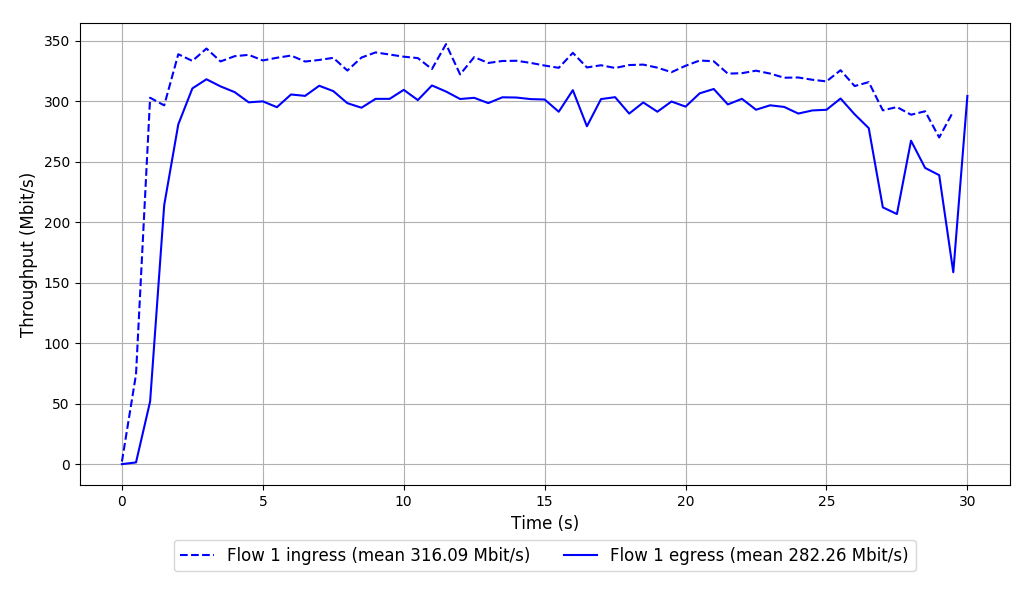 350
300
250
200
150
100
50
0
Throughput (Mbit/s)
0 5 10 15 20 25 30
Time (s)
Flow 1 ingress (mean 316.09 Mbit/s) Flow 1 egress (mean 282.26 Mbit/s)